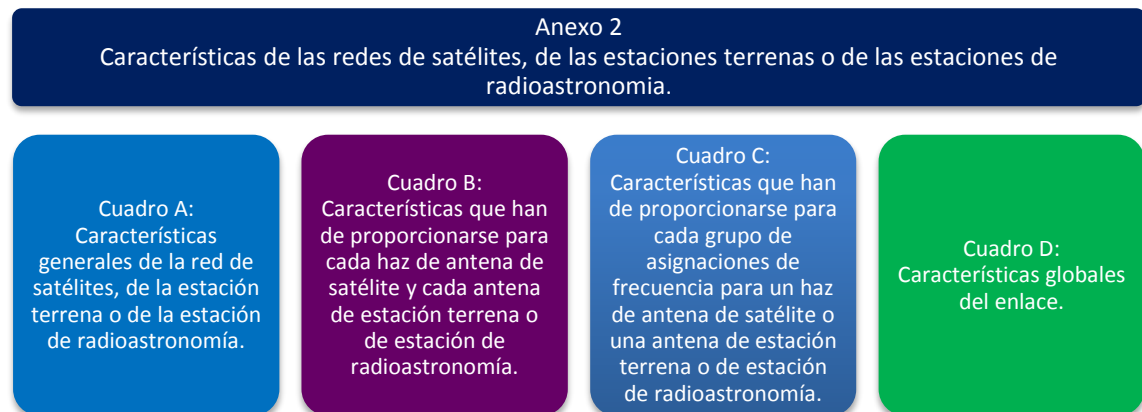 Anexo 2
Características de las redes de satélites, de las estaciones terrenas o de las estaciones de
radioastronomia.
Cuadro A:
Características
generales de la red de
satélites, de la estación
terrena o de la estación
de radioastronomía.
Cuadro B:
Características que han
de proporcionarse para
cada haz de antena de
satélite y cada antena
de estación terrena o
de estación de
radioastronomía.
Cuadro C:
Características que han
de proporcionarse para
cada grupo de
asignaciones de
frecuencia para un haz
de antena de satélite o
una antena de estación
terrena o de estación
de radioastronomía.
Cuadro D:
Características globales
del enlace.